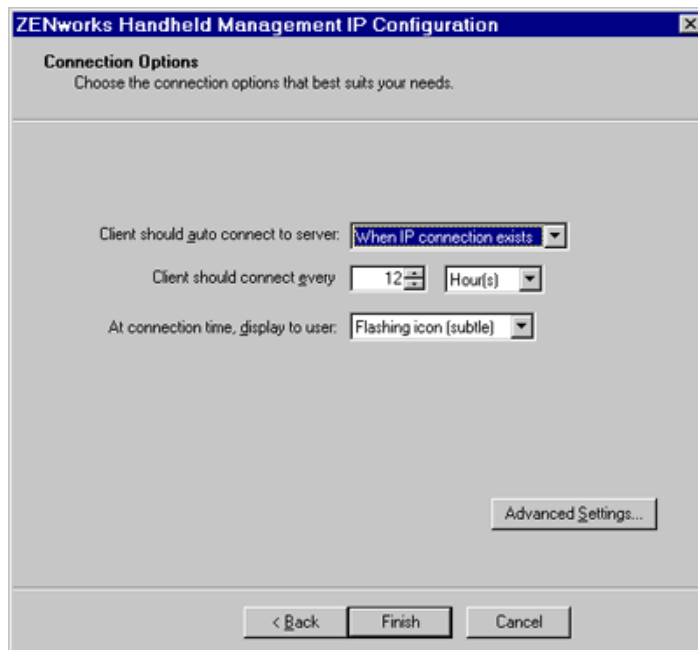 ZENworks Handheld Management IP Configuration
Connection Options
Choose the connection options that best suits your needs.
Client should auto connect to server: When IP connection exists
Client should connect every 12 Hour(s)
At connection time, display to user: Flashing icon (subtle)
Advanced Settings...
< Back Finish Cancel